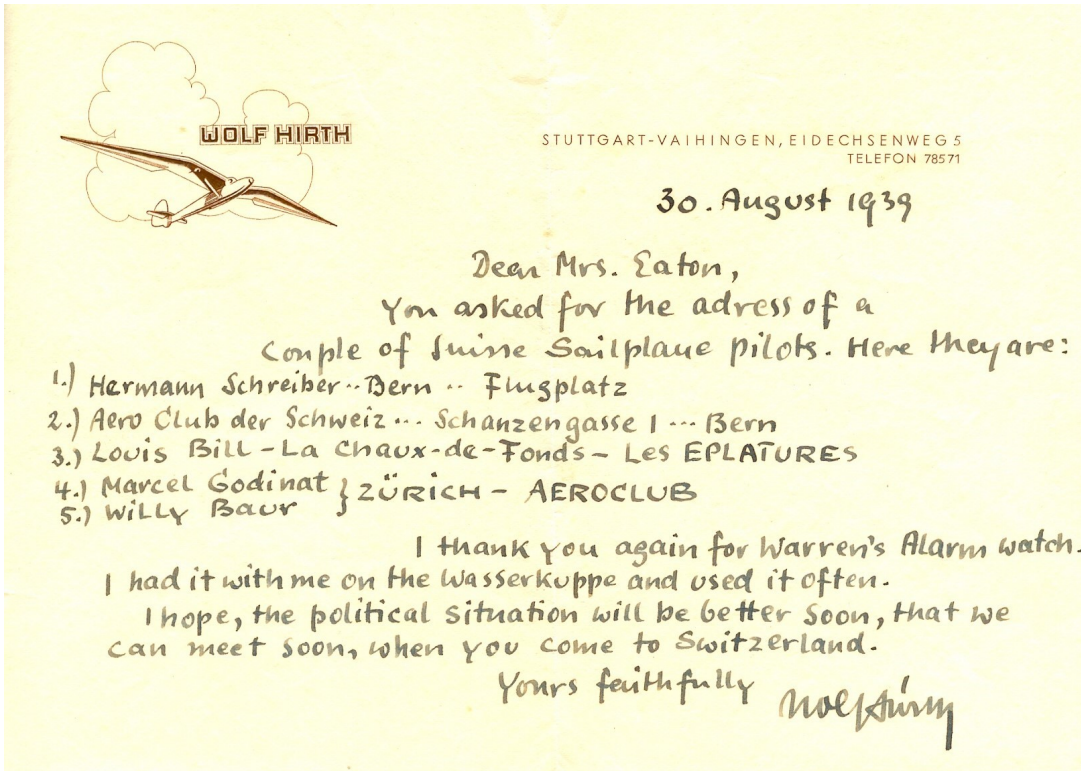 WOLF HIRTH
STUTTGART-VAIHINGEN, EIDECHSENWEG 5
TELEFON 78571
30. August 1939
Dear Mrs. Eaton,
You asked for the adress of a
couple of Suisse Sailplane pilots. Here they are:
1.) Hermann Schreiber..Bern .. Flugplatz
2.) Aero Club der Schweiz... Schanzengasse 1 ... Bern
3.) Louis Bill - La Chaux-de-Fonds - Les EPLATURES
4.) Marcel Godinat } ZÜRICH - AEROCLUB
5.) Willy Baur
I thank you again for Warren's Alarm watch.
I had it with me on the Wasserkuppe and used it often.
I hope, the political situation will be better soon, that we
can meet soon, when you come to Switzerland.
Yours faithfully Wolf Hirth